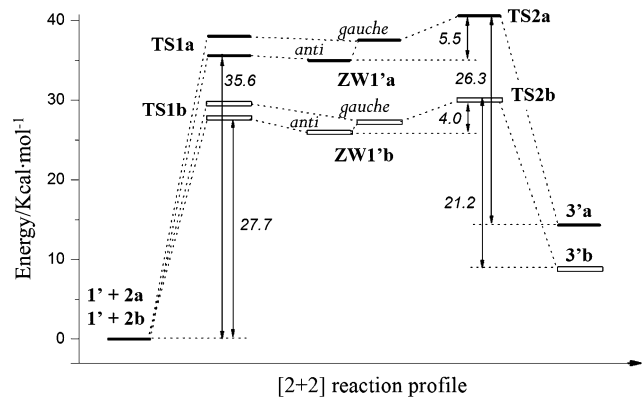 40
30
20
10
0
Energy/Kcal·mol⁻¹
TS1a
gauche
TS2a
anti
5.5
ZW1'a
35.6
26.3
TS1b
gauche
TS2b
anti
4.0
ZW1'b
27.7
21.2
3'a
3'b
1' + 2a
1' + 2b
[2+2] reaction profile